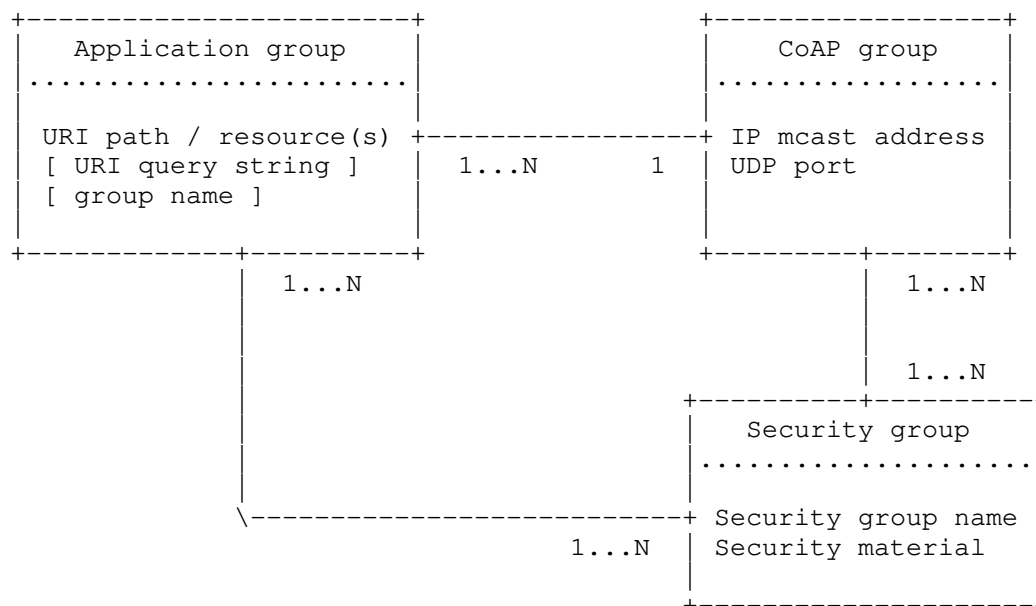 Application group
CoAP group
URI path / resource(s)
[ URI query string ]
[ group name ]
1...N
1
IP mcast address
UDP port
1...N
1...N
1...N
Security group
Security group name
Security material
1...N